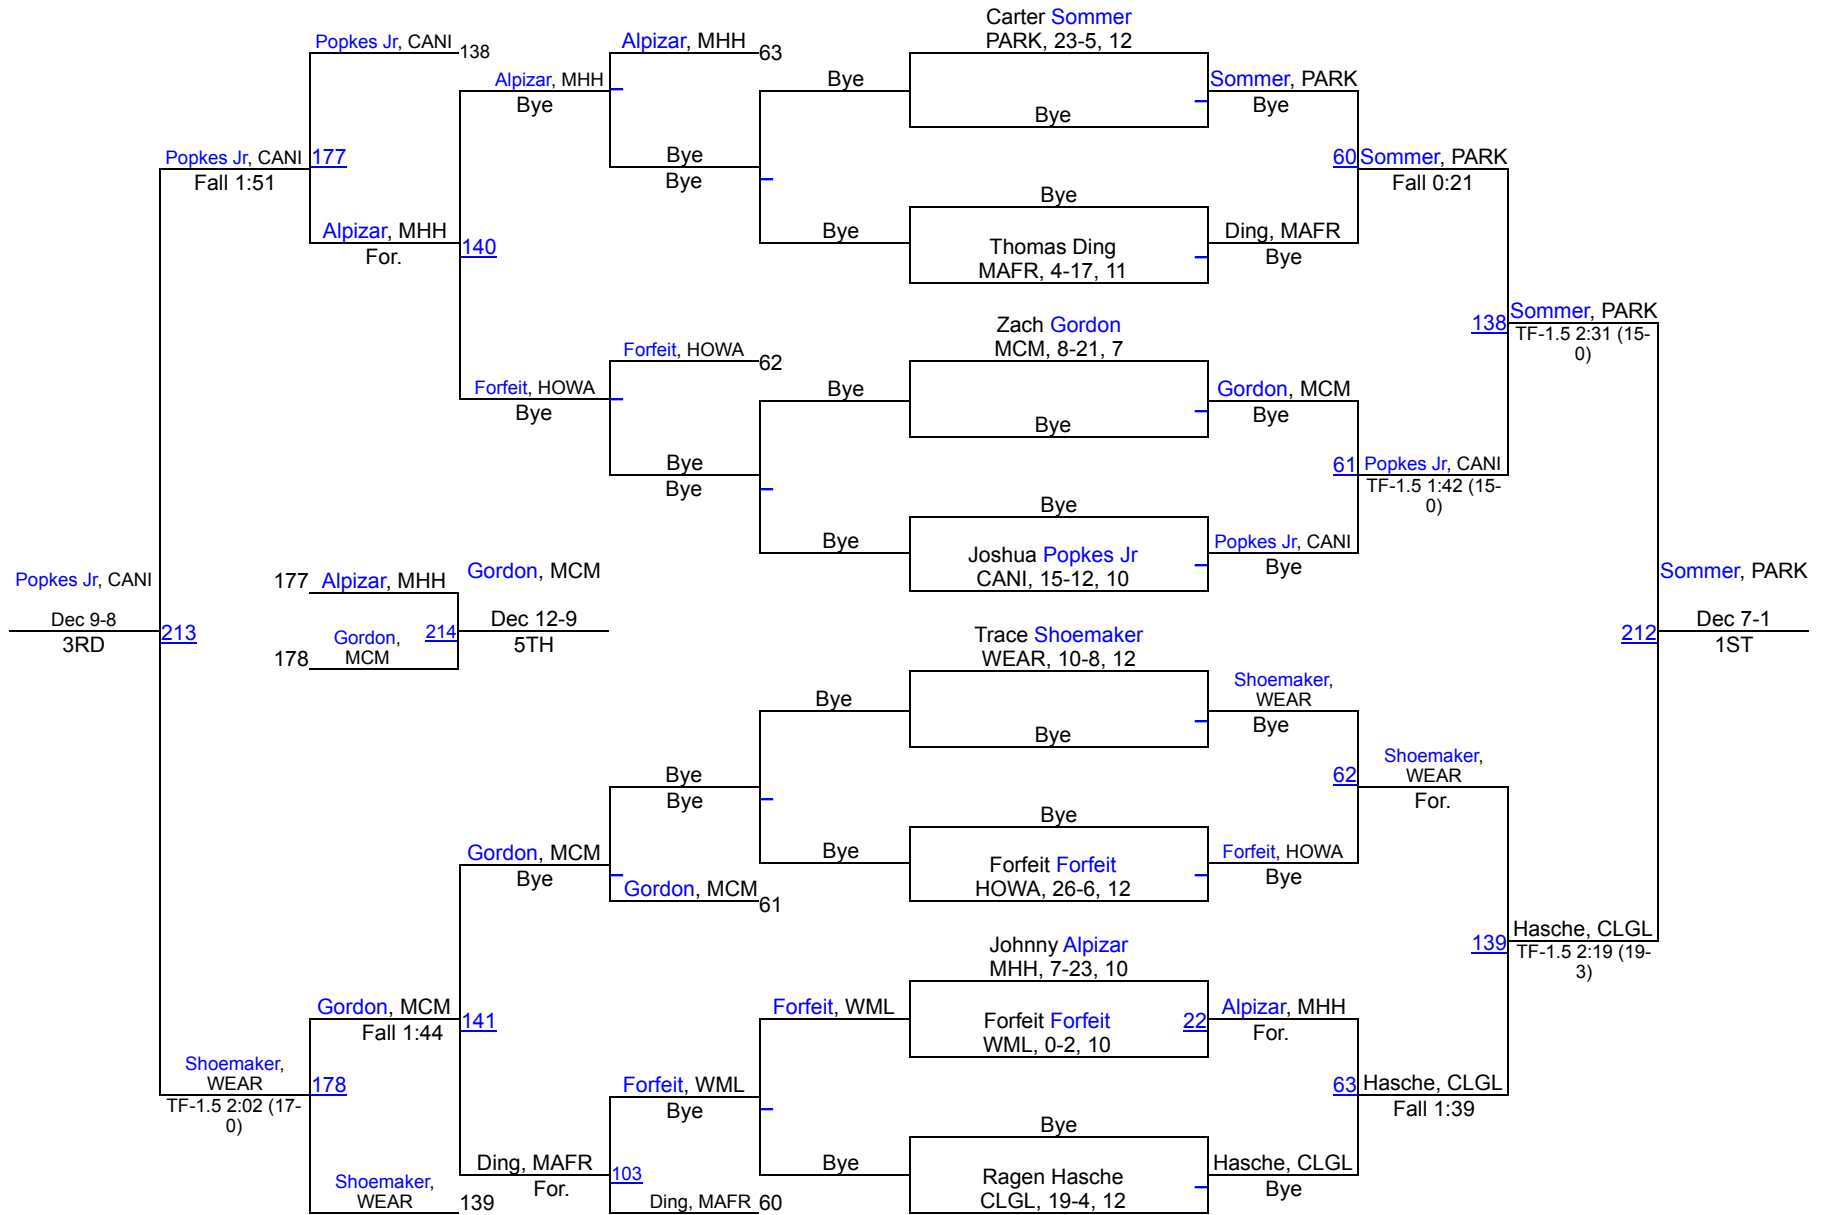 Carter Sommer
PARK, 23-5, 12
Popkes Jr, CANI
138
Alpizar, MHH
63
Alpizar, MHH
Bye
Bye
Bye
Sommer, PARK
Bye
Popkes Jr, CANI
177
Fall 1:51
Bye
Bye
60
Sommer, PARK
Fall 0:21
Bye
Alpizar, MHH
For.
140
Bye
Thomas Ding
MAFR, 4-17, 11
Ding, MAFR
Bye
Sommer, PARK
138
TF-1.5 2:31 (15-
0)
Zach Gordon
MCM, 8-21, 7
Forfeit, HOWA
62
Forfeit, HOWA
Bye
Bye
Bye
Gordon, MCM
Bye
Bye
Bye
61
Popkes Jr, CANI
TF-1.5 1:42 (15-
0)
Bye
Bye
Joshua Popkes Jr
CANI, 15-12, 10
Popkes Jr, CANI
Bye
Popkes Jr, CANI
Dec 9-8
3RD
213
177
Alpizar, MHH
Gordon, MCM
178
Gordon,
MCM
214
Dec 12-9
5TH
Sommer, PARK
212
Dec 7-1
1ST
Trace Shoemaker
WEAR, 10-8, 12
Bye
Bye
Shoemaker,
WEAR
Bye
Bye
Bye
62
Shoemaker,
WEAR
For.
Bye
Gordon, MCM
Bye
Bye
Forfeit Forfeit
HOWA, 26-6, 12
Forfeit, HOWA
Bye
Gordon, MCM
61
Hasche, CLGL
139
TF-1.5 2:19 (19-
3)
Johnny Alpizar
MHH, 7-23, 10
Gordon, MCM
Fall 1:44
141
Forfeit, WML
Forfeit Forfeit
WML, 0-2, 10
22
Alpizar, MHH
For.
Shoemaker,
WEAR
178
TF-1.5 2:02 (17-
0)
Forfeit, WML
Bye
63
Hasche, CLGL
Fall 1:39
Bye
Ding, MAFR
For.
103
Bye
Ragen Hasche
CLGL, 19-4, 12
Hasche, CLGL
Bye
Shoemaker,
WEAR
139
Ding, MAFR
60